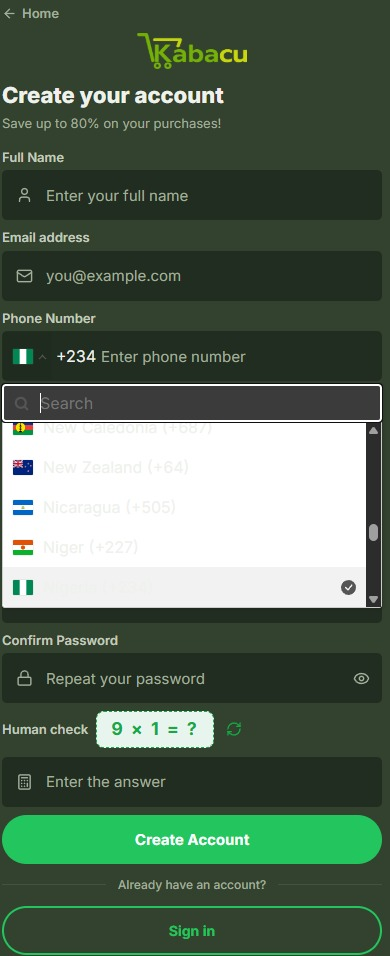 Home
Kabacu
Create your account
Save up to 80% on your purchases!
Full Name
Enter your full name
Email address
you@example.com
Phone Number
+234 Enter phone number
Search
New Caledonia (+687)
New Zealand (+64)
Nicaragua (+505)
Niger (+227)
Confirm Password
Repeat your password
Human check 9 × 1 = ?
Enter the answer
Create Account
Already have an account?
Sign in